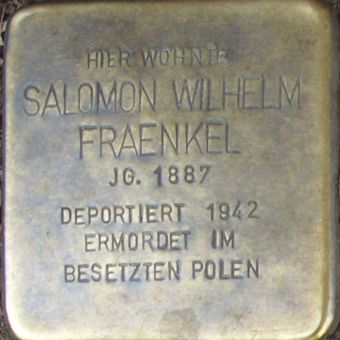 HIER WOHNTE
SALOMON WILHELM
FRAENKEL
JG. 1887
DEPORTIERT 1942
ERMORDET IM
BESETZTEN POLEN